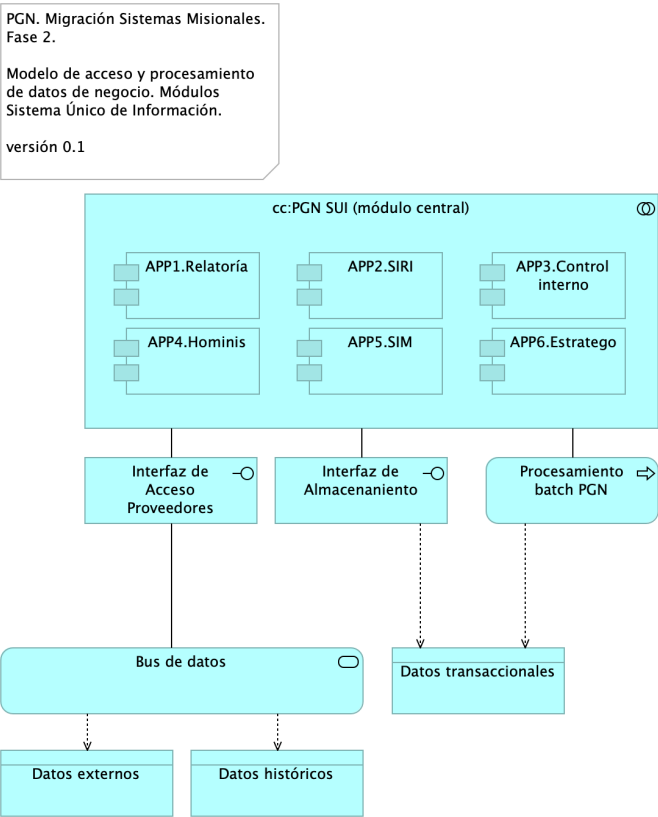 PGN. Migración Sistemas Misionales.
Fase 2.
Modelo de acceso y procesamiento
de datos de negocio. Módulos
Sistema Único de Información.
versión 0.1
cc:PGN SUI (módulo central)
APP1.Relatoría
APP2.SIRI
APP3.Control
interno
APP4.Hominis
APP5.SIM
APP6.Estratego
Interfaz de
Acceso
Proveedores
Interfaz de
Almacenaniento
Procesamiento
batch PGN
Bus de datos
Datos transaccionales
Datos externos
Datos históricos